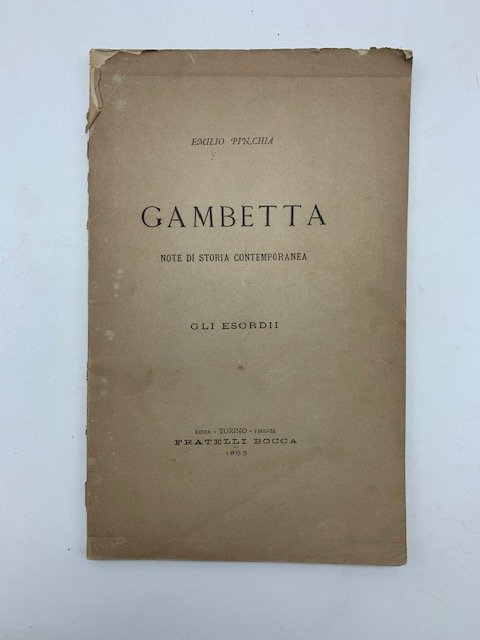 EMILIO PINCHIA
GAMBETTA
NOTE DI STORIA CONTEMPORANEA
GLI ESORDII
ROMA - TORINO - FIRENZE
FRATELLI BOCCA
1883